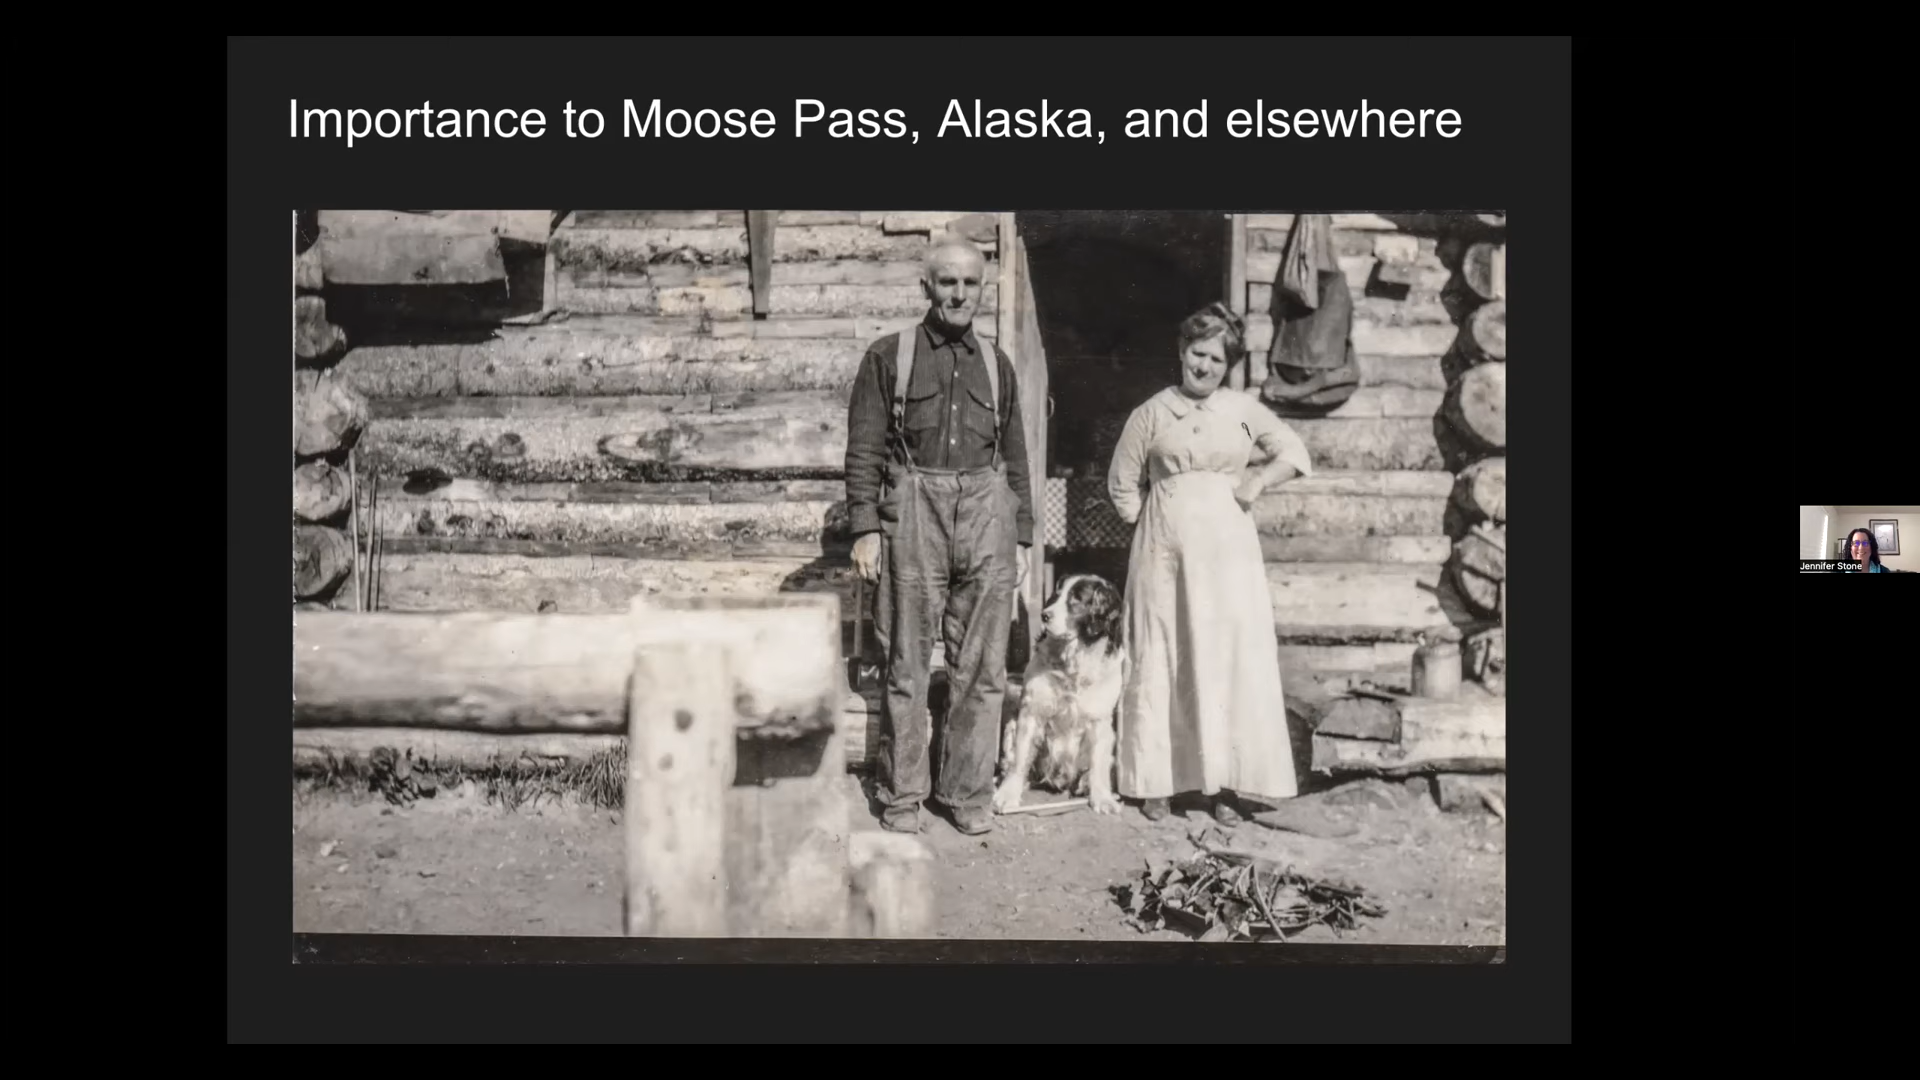 Importance to Moose Pass, Alaska, and elsewhere
Jennifer Stone